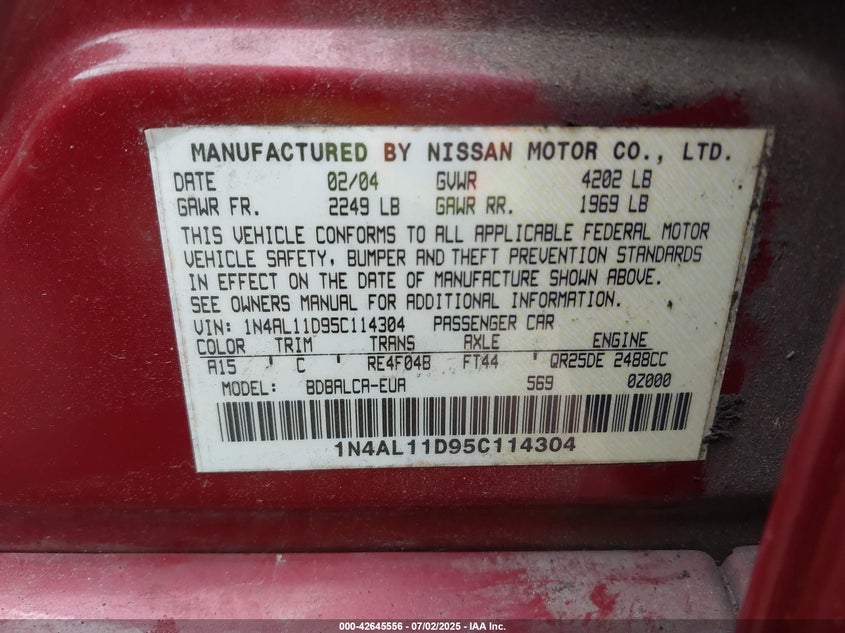 MANUFACTURED BY NISSAN MOTOR CO., LTD.
DATE 02/04 GVWR 4202 LB
GAWR FR. 2249 LB GAWR RR. 1969 LB
THIS VEHICLE CONFORMS TO ALL APPLICABLE FEDERAL MOTOR
VEHICLE SAFETY, BUMPER AND THEFT PREVENTION STANDARDS
IN EFFECT ON THE DATE OF MANUFACTURE SHOWN ABOVE.
SEE OWNERS MANUAL FOR ADDITIONAL INFORMATION.
VIN: 1N4AL11D95C114304 PASSENGER CAR
COLOR TRIM TRANS AXLE ENGINE
A15 ' C ' RE4F04B FT44 ' QR25DE 2488CC
MODEL: BDBALCA-EUA 569 0Z000
1N4AL11D95C114304
000-42645556 | 07/02/2025 - IAA Inc.